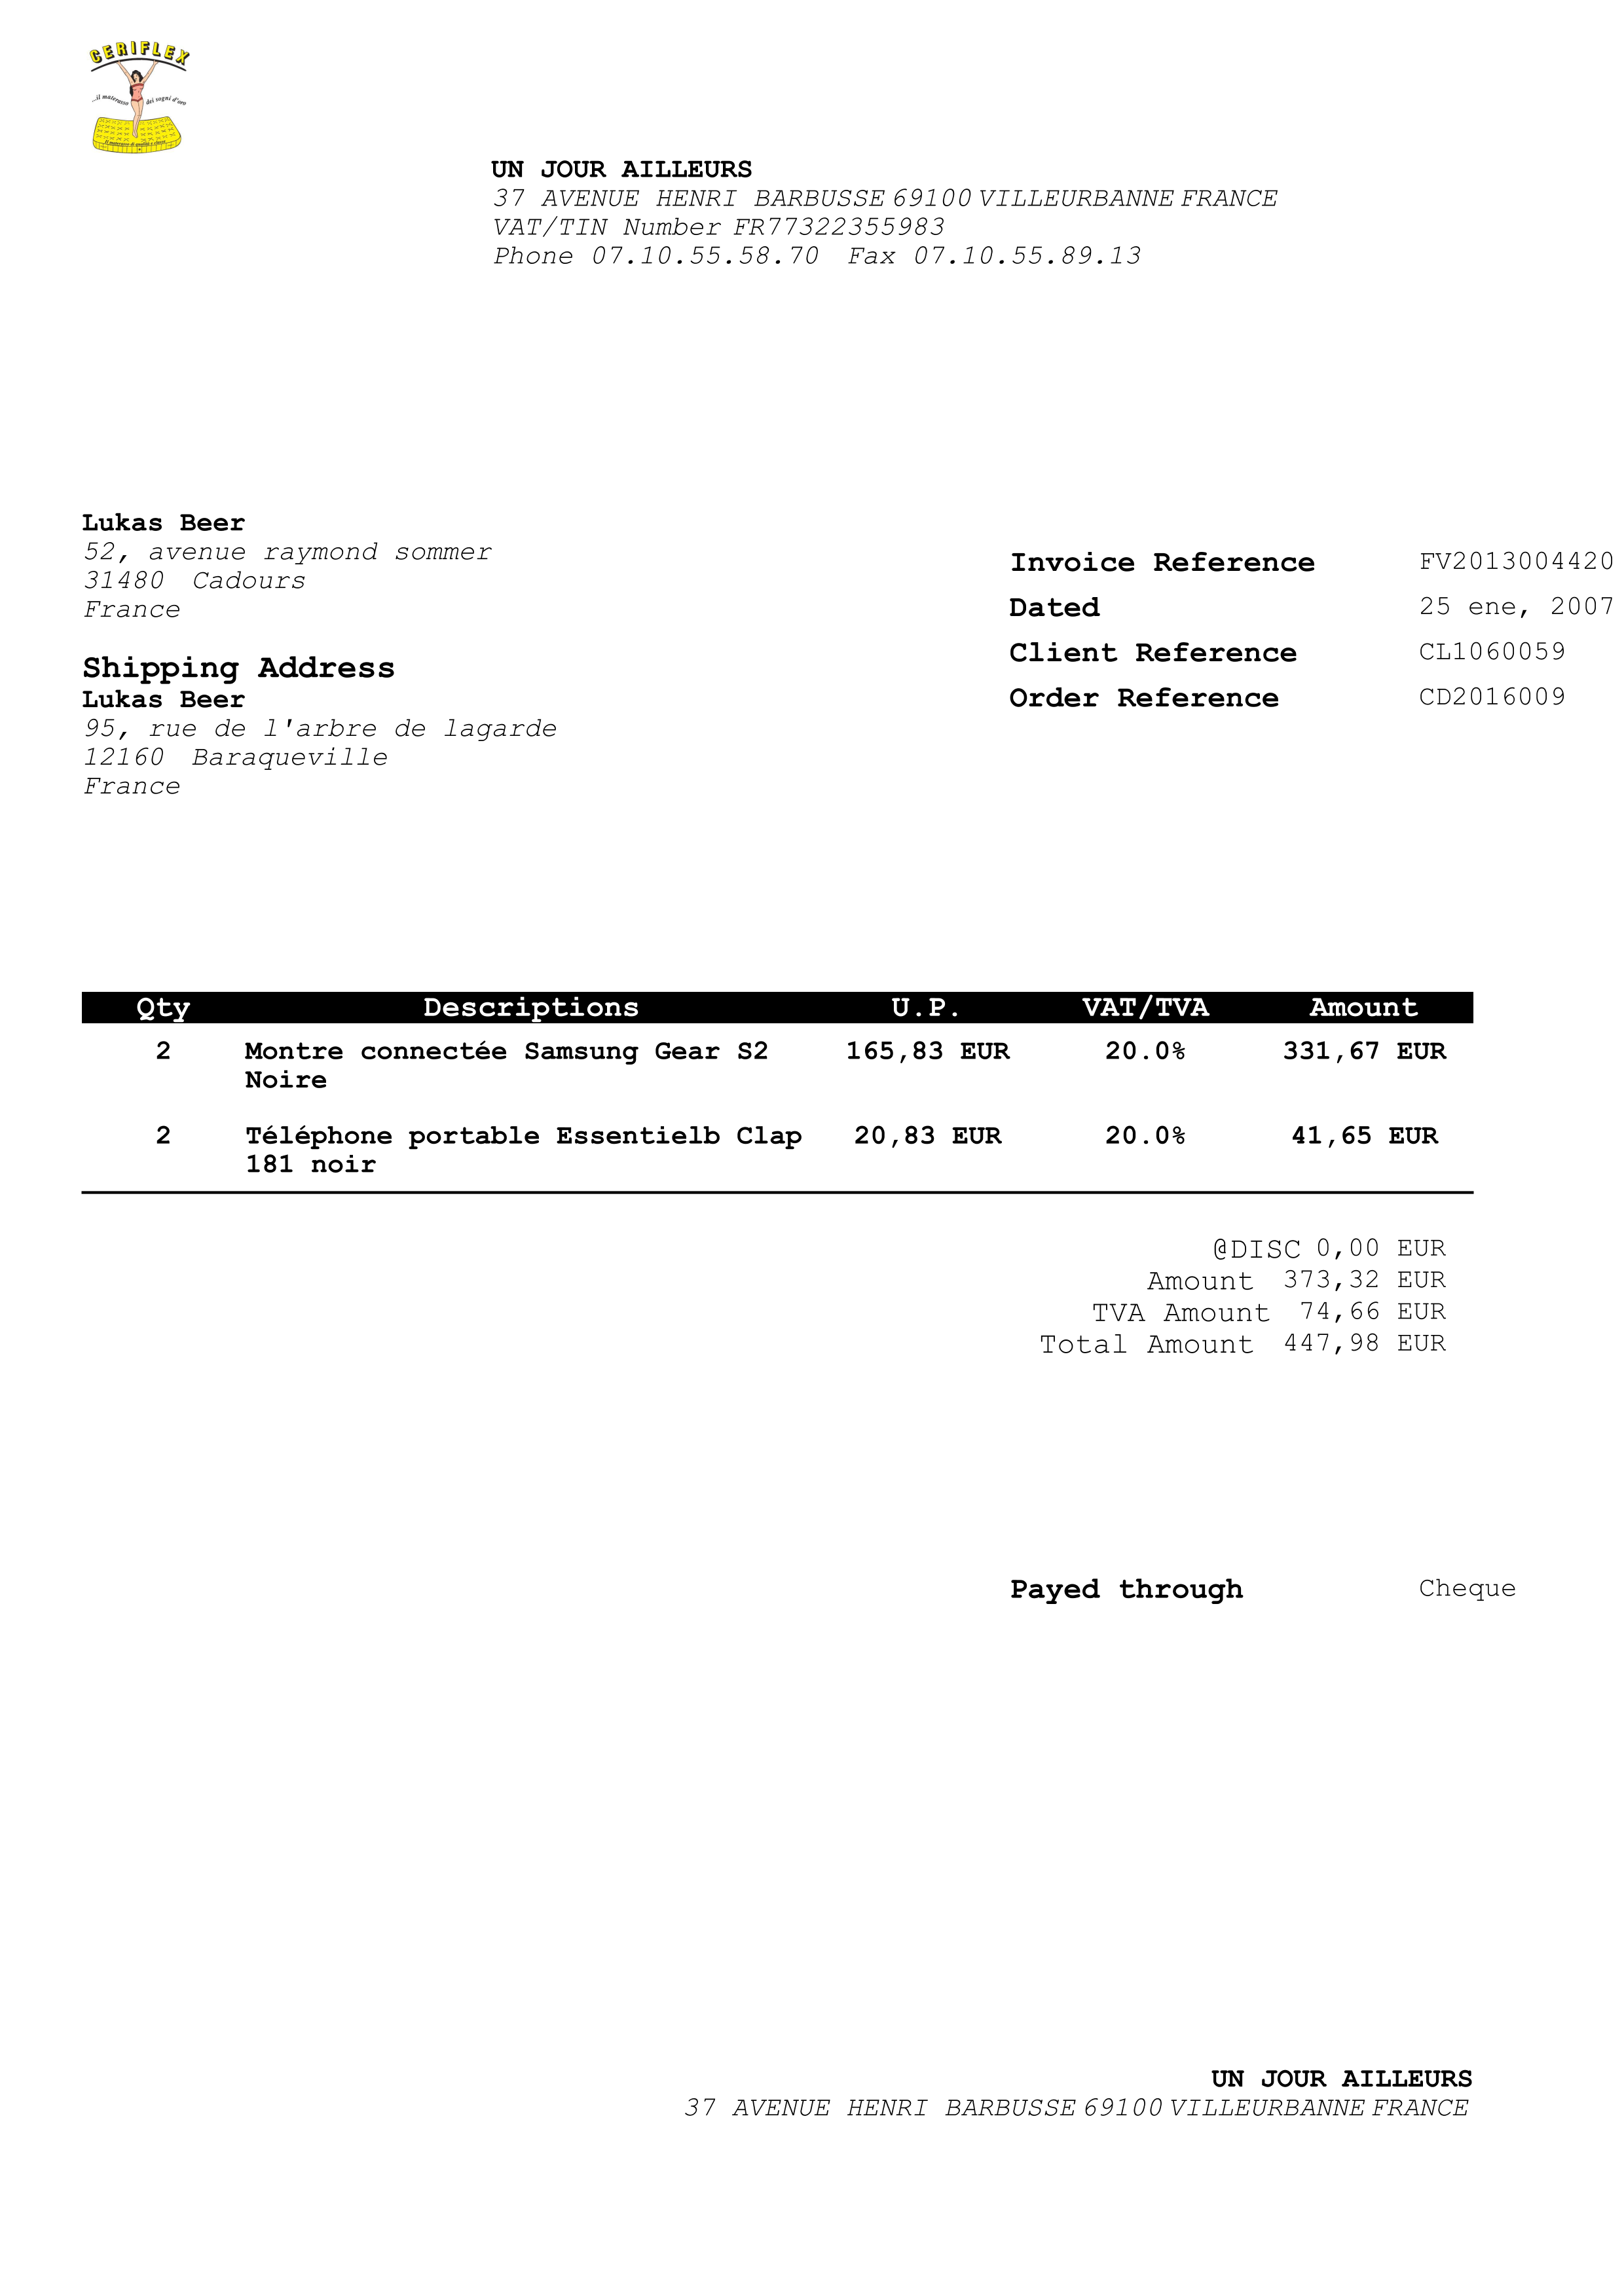 CERIFLEX
...il materasso dei sogni d'oro
UN JOUR AILLEURS
37 AVENUE HENRI BARBUSSE 69100 VILLEURBANNE FRANCE
VAT/TIN Number FR77322355983
Phone 07.10.55.58.70 Fax 07.10.55.89.13
Lukas Beer
52, avenue raymond sommer
31480 Cadours
France
Shipping Address
Lukas Beer
95, rue de l'arbre de lagarde
12160 Baraqueville
France
Invoice Reference FV2013004420
Dated 25 ene, 2007
Client Reference CL1060059
Order Reference CD2016009
Qty Descriptions U.P. VAT/TVA Amount
2 Montre connectée Samsung Gear S2 165,83 EUR 20.0% 331,67 EUR
Noire
2 Téléphone portable Essentielb Clap 20,83 EUR 20.0% 41,65 EUR
181 noir
@DISC 0,00 EUR
Amount 373,32 EUR
TVA Amount 74,66 EUR
Total Amount 447,98 EUR
Payed through Cheque
UN JOUR AILLEURS
37 AVENUE HENRI BARBUSSE 69100 VILLEURBANNE FRANCE